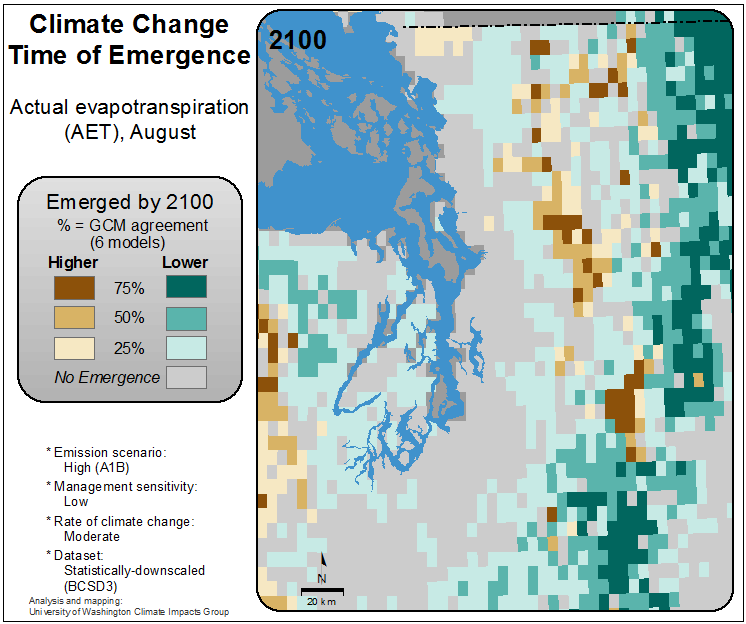 Climate Change
Time of Emergence
Actual evapotranspiration
(AET), August
Emerged by 2100
% = GCM agreement
(6 models)
Higher Lower
75%
50%
25%
No Emergence
* Emission scenario:
High (A1B)
* Management sensitivity:
Low
* Rate of climate change:
Moderate
* Dataset:
Statistically-downscaled
(BCSD3)
Analysis and mapping:
University of Washington Climate Impacts Group
2100
N
20 km